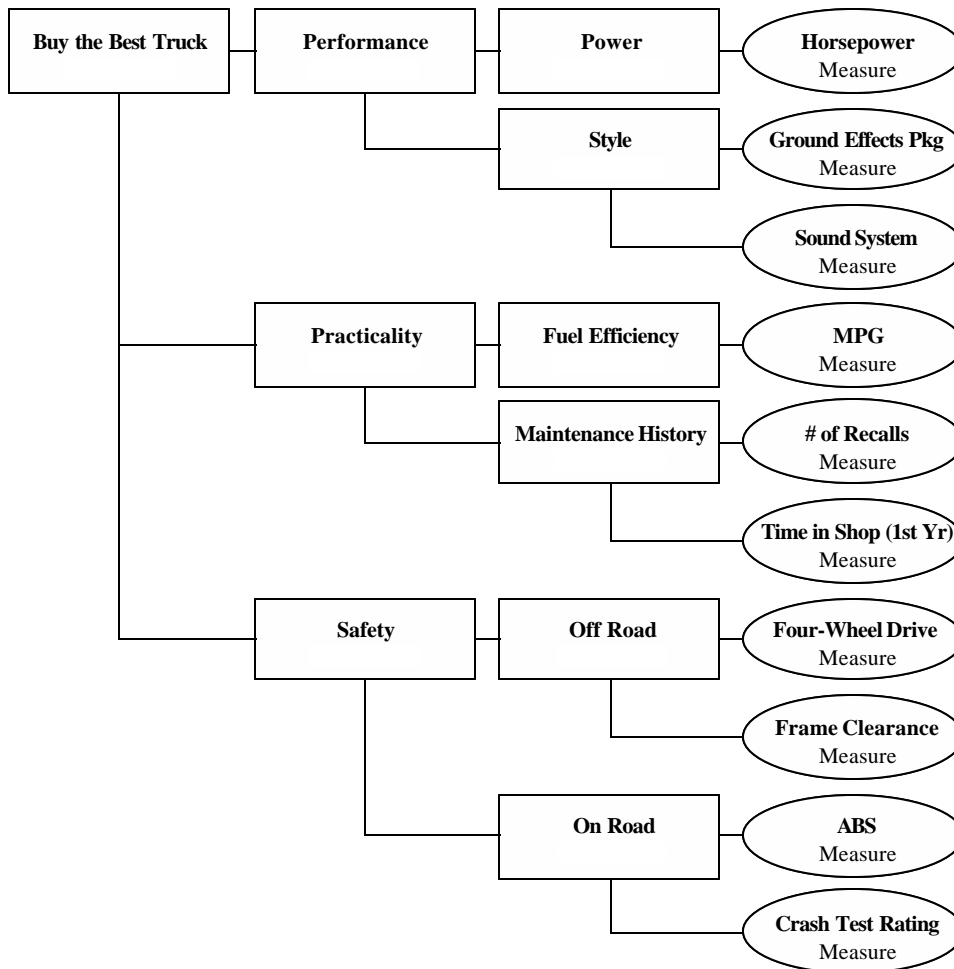 Buy the Best Truck
Performance
Power
Horsepower
Measure
Style
Ground Effects Pkg
Measure
Sound System
Measure
Practicality
Fuel Efficiency
MPG
Measure
Maintenance History
# of Recalls
Measure
Time in Shop (1st Yr)
Measure
Safety
Off Road
Four-Wheel Drive
Measure
Frame Clearance
Measure
On Road
ABS
Measure
Crash Test Rating
Measure